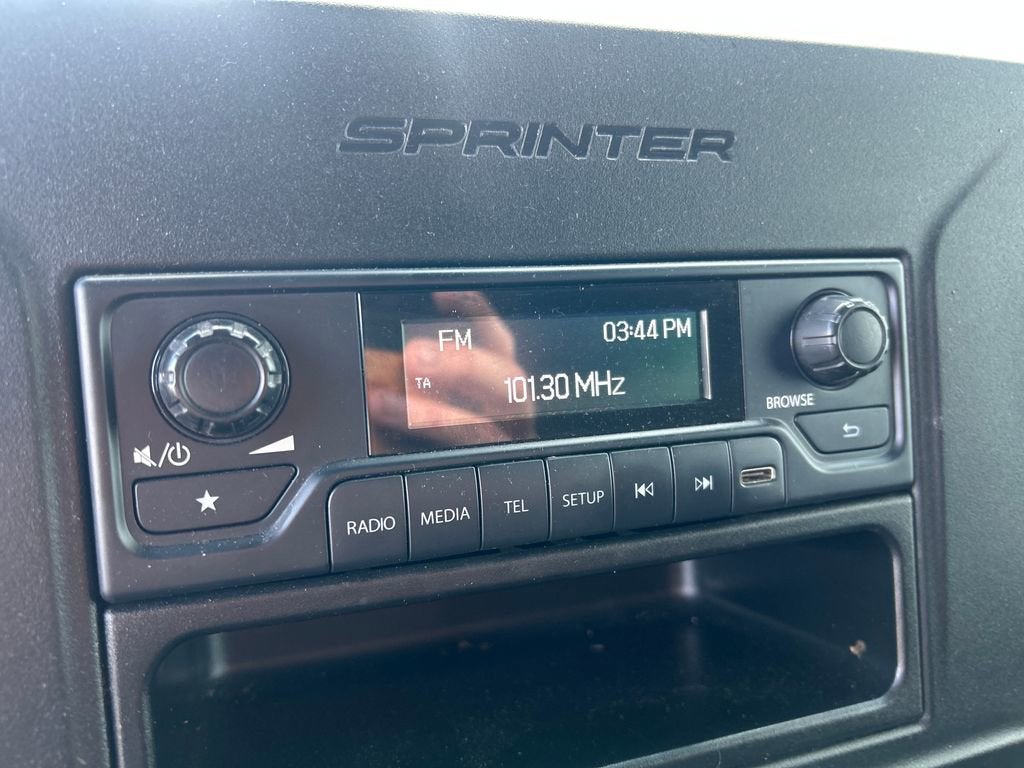 SPRINTER
FM 03:44 PM
TA 101.30 MHz
BROWSE
RADIO MEDIA TEL SETUP